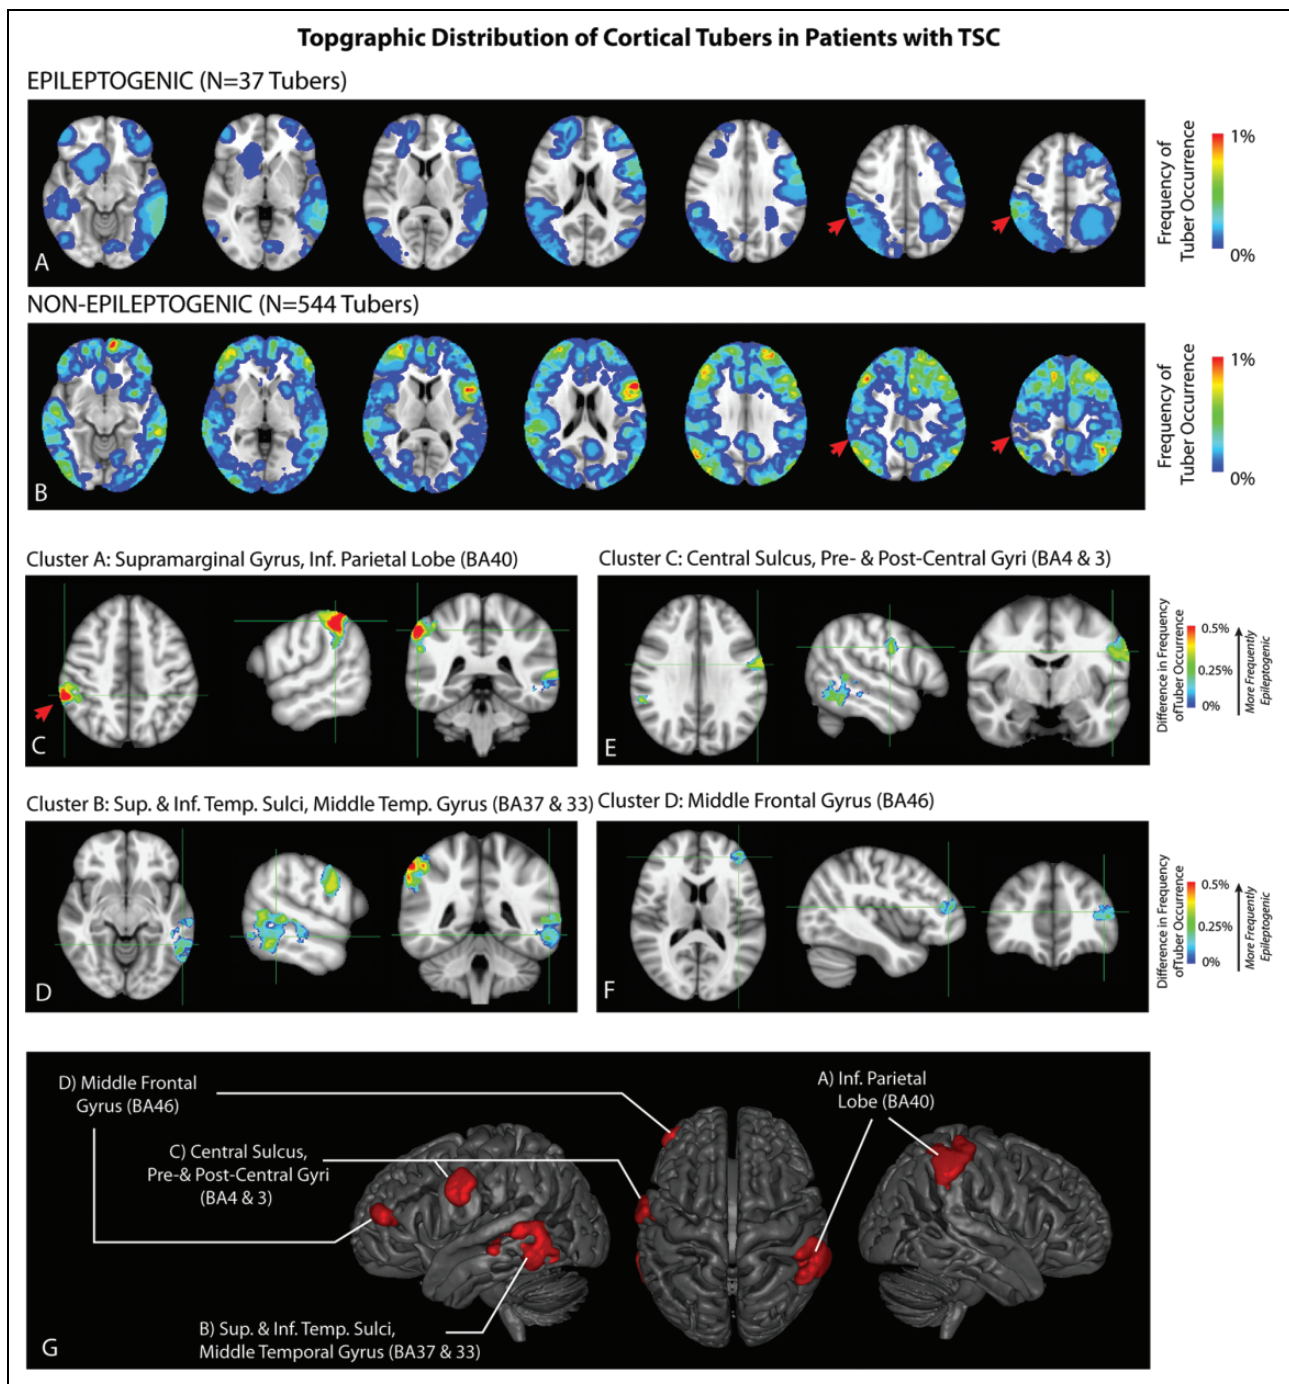 Topgraphic Distribution of Cortical Tubers in Patients with TSC
EPILEPTOGENIC (N=37 Tubers)
A
Frequency of
Tuber Occurrence
1%
0%
NON-EPILEPTOGENIC (N=544 Tubers)
B
Frequency of
Tuber Occurrence
1%
0%
Cluster A: Supramarginal Gyrus, Inf. Parietal Lobe (BA40)
C
Cluster C: Central Sulcus, Pre- & Post-Central Gyri (BA4 & 3)
E
Difference in Frequency
ofTuber Occurrence
0.5%
0.25%
0%
More Frequently
Epileptogenic
Cluster B: Sup. & Inf. Temp. Sulci, Middle Temp. Gyrus (BA37 & 33)
D
Cluster D: Middle Frontal Gyrus (BA46)
F
Difference in Frequency
ofTuber Occurrence
0.5%
0.25%
0%
More Frequently
Epileptogenic
D) Middle Frontal
Gyrus (BA46)
C) Central Sulcus,
Pre-& Post-Central Gyri
(BA4 & 3)
A) Inf. Parietal
Lobe (BA40)
B) Sup. & Inf. Temp. Sulci,
Middle Temporal Gyrus (BA37 & 33)
G